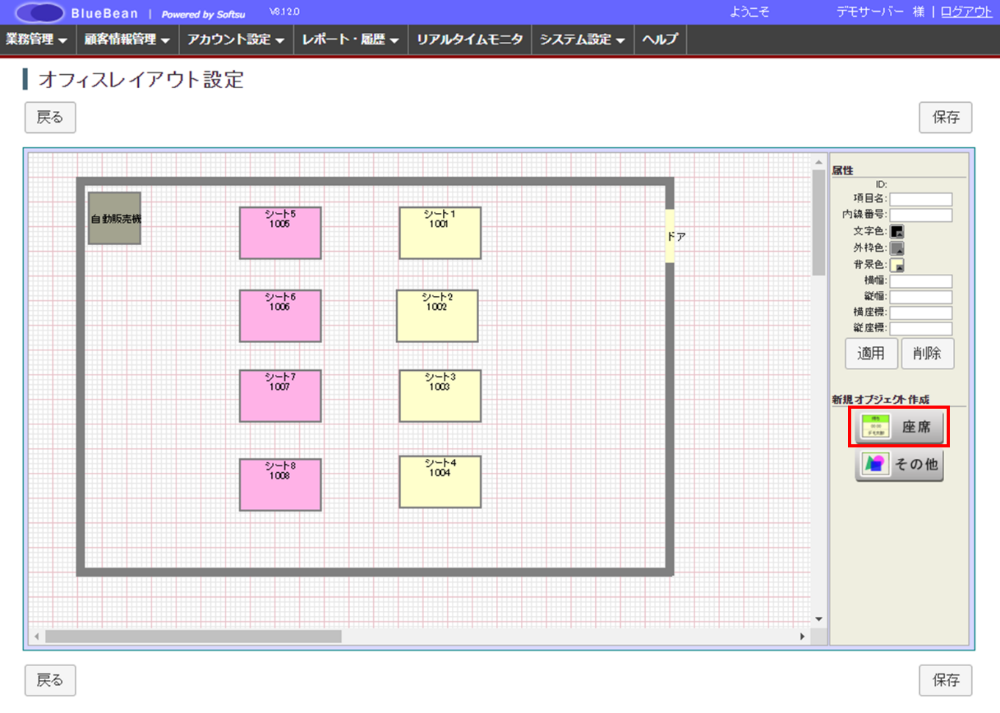 BlueBean | Powered by Softsu V3.12.0 ようこそ デモサーバー 様 | ログアウト
業務管理 顧客情報管理 アカウント設定 レポート・履歴 リアルタイムモニタ システム設定 ヘルプ
オフィスレイアウト設定
戻る 保存
自動販売機
シート5
1005
シート1
1001
ドア
シート6
1006
シート2
1002
シート7
1007
シート3
1003
シート8
1008
シート4
1004
属性
ID:
項目名:
内線番号:
文字色:
外枠色:
背景色:
横幅:
縦幅:
横座標:
縦座標:
適用 削除
新規オブジェクト作成
座席
その他
戻る 保存